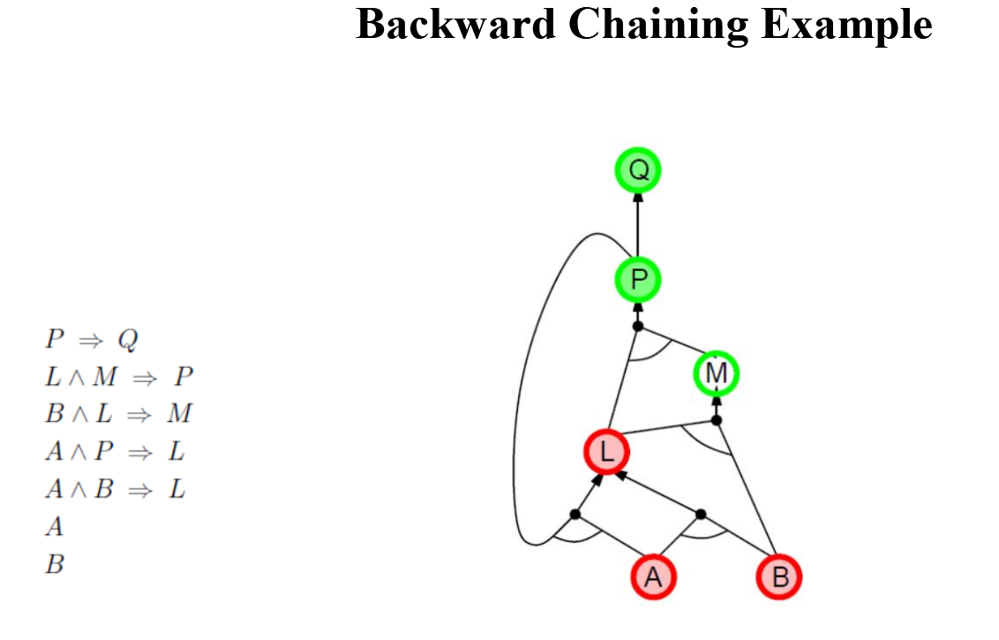 Backward Chaining Example
Q
P
P ⇒ Q
L ∧ M ⇒ P
M
B ∧ L ⇒ M
A ∧ P ⇒ L
L
A ∧ B ⇒ L
A
B
A
B